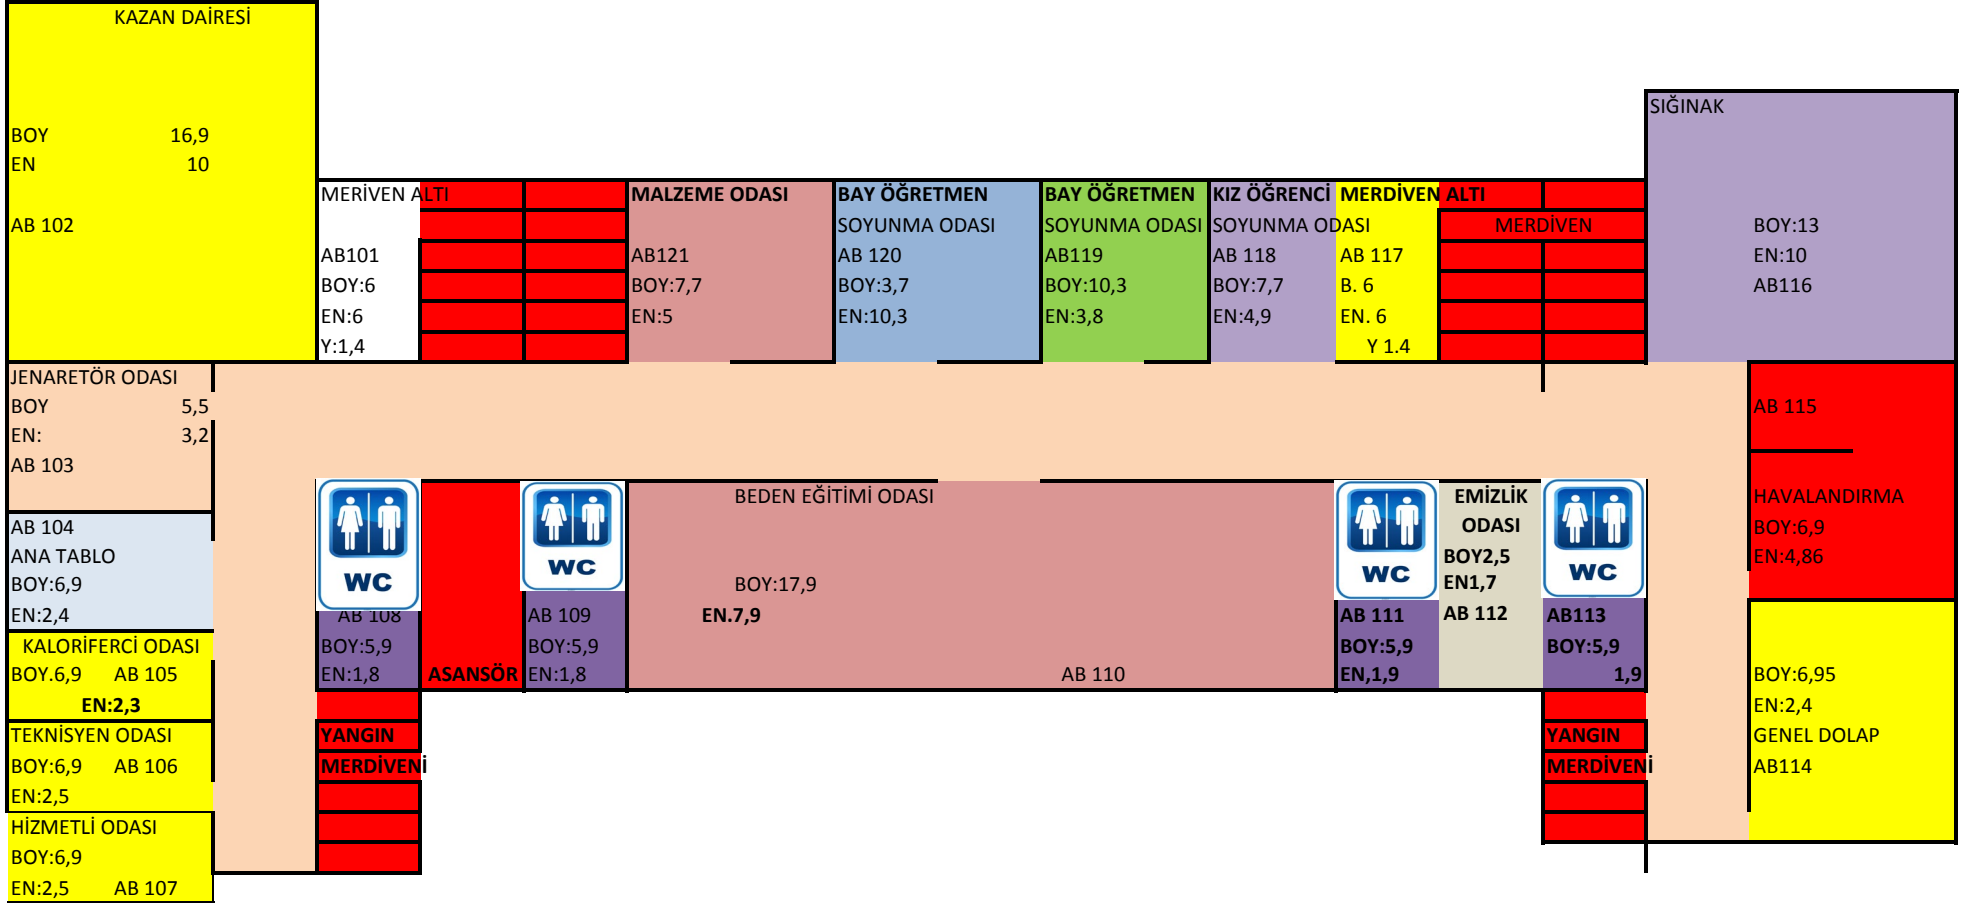 KAZAN DAİRESİ
BOY 16,9
EN 10
AB 102
MERİVEN ALTI
AB101
BOY:6
EN:6
Y:1,4
MALZEME ODASI
AB121
BOY:7,7
EN:5
BAY ÖĞRETMEN
SOYUNMA ODASI
AB 120
BOY:3,7
EN:10,3
BAY ÖĞRETMEN
SOYUNMA ODASI
AB119
BOY:10,3
EN:3,8
KIZ ÖĞRENCİ
SOYUNMA ODASI
AB 118
BOY:7,7
EN:4,9
MERDİVEN ALTI
AB 117
B. 6
EN. 6
Y 1.4
MERDİVEN
SIĞINAK
BOY:13
EN:10
AB116
JENARETÖR ODASI
BOY 5,5
EN: 3,2
AB 103
AB 104
ANA TABLO
BOY:6,9
EN:2,4
KALORİFERCİ ODASI
BOY.6,9 AB 105
EN:2,3
TEKNİSYEN ODASI
BOY:6,9 AB 106
EN:2,5
HİZMETLİ ODASI
BOY:6,9
EN:2,5 AB 107
WC
AB 108
BOY:5,9
EN:1,8
ASANSÖR
WC
AB 109
BOY:5,9
EN:1,8
BEDEN EĞİTİMİ ODASI
BOY:17,9
EN.7,9
AB 110
WC
AB 111
BOY:5,9
EN,1,9
EMİZLİK
ODASI
BOY2,5
EN1,7
AB 112
WC
AB113
BOY:5,9
1,9
YANGIN
MERDİVENİ
YANGIN
MERDİVENİ
AB 115
HAVALANDIRMA
BOY:6,9
EN:4,86
BOY:6,95
EN:2,4
GENEL DOLAP
AB114